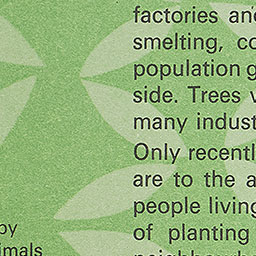 factories and
smelting, co
population g
side. Trees v
many indust
Only recentl
are to the a
people living
of planting
by
imals